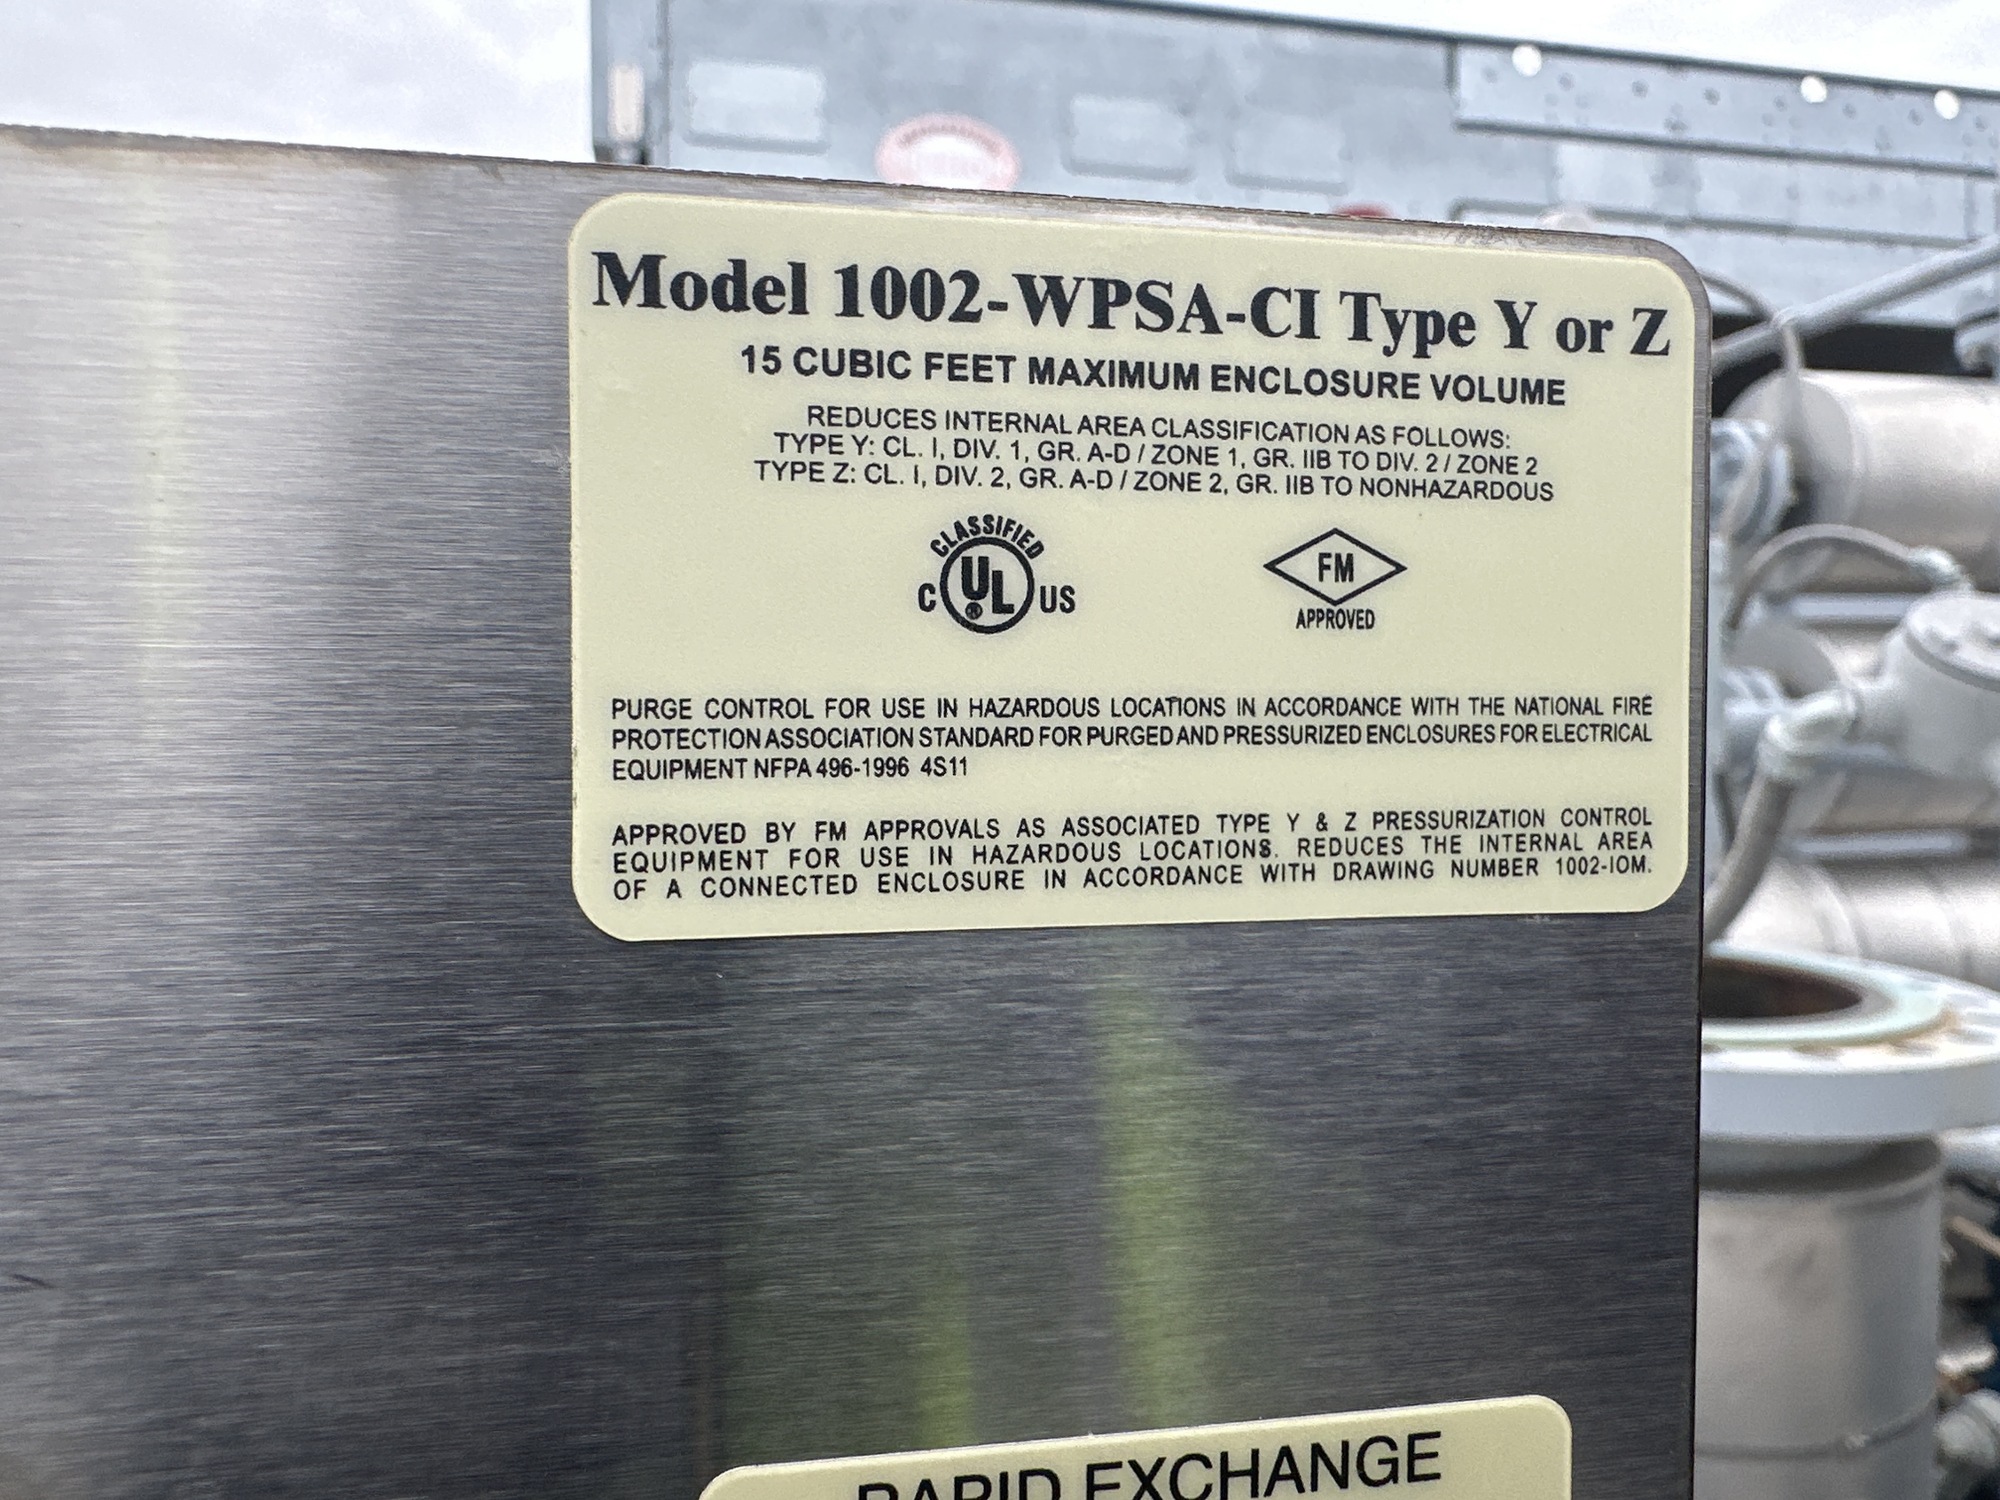 Model 1002-WPSA-CI Type Y or Z
15 CUBIC FEET MAXIMUM ENCLOSURE VOLUME
REDUCES INTERNAL AREA CLASSIFICATION AS FOLLOWS:
TYPE Y: CL. I, DIV. 1, GR. A-D / ZONE 1, GR. IIB TO DIV. 2 / ZONE 2
TYPE Z: CL. I, DIV. 2, GR. A-D / ZONE 2, GR. IIB TO NONHAZARDOUS
CLASSIFIED
C UL ® US
FM
APPROVED
PURGE CONTROL FOR USE IN HAZARDOUS LOCATIONS IN ACCORDANCE WITH THE NATIONAL FIRE
PROTECTION ASSOCIATION STANDARD FOR PURGED AND PRESSURIZED ENCLOSURES FOR ELECTRICAL
EQUIPMENT NFPA 496-1996 4S11
APPROVED BY FM APPROVALS AS ASSOCIATED TYPE Y & Z PRESSURIZATION CONTROL
EQUIPMENT FOR USE IN HAZARDOUS LOCATIONS. REDUCES THE INTERNAL AREA
OF A CONNECTED ENCLOSURE IN ACCORDANCE WITH DRAWING NUMBER 1002-IOM.
RAPID EXCHANGE